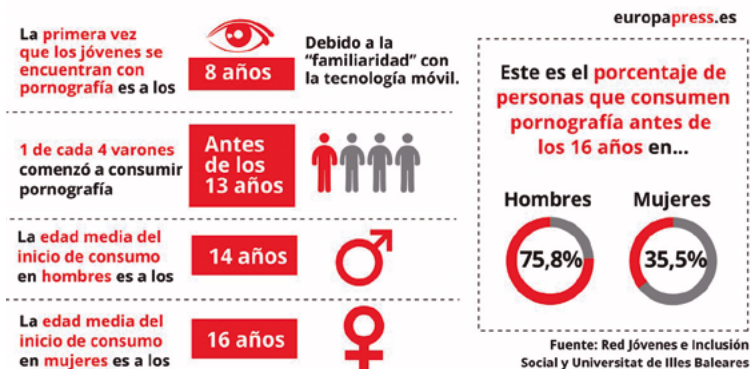 La primera vez
que los jóvenes se
encuentran con
pornografía es a los
8 años
Debido a la
“familiaridad” con
la tecnología móvil.
1 de cada 4 varones
comenzó a consumir
pornografía
Antes
de los
13 años
La edad media del
inicio de consumo
en hombres es a los
14 años
La edad media del
inicio de consumo
en mujeres es a los
16 años
europapress.es
Este es el porcentaje de
personas que consumen
pornografía antes de
los 16 años en...
Hombres
75,8%
Mujeres
35,5%
Fuente: Red Jóvenes e Inclusión
Social y Universitat de Illes Baleares